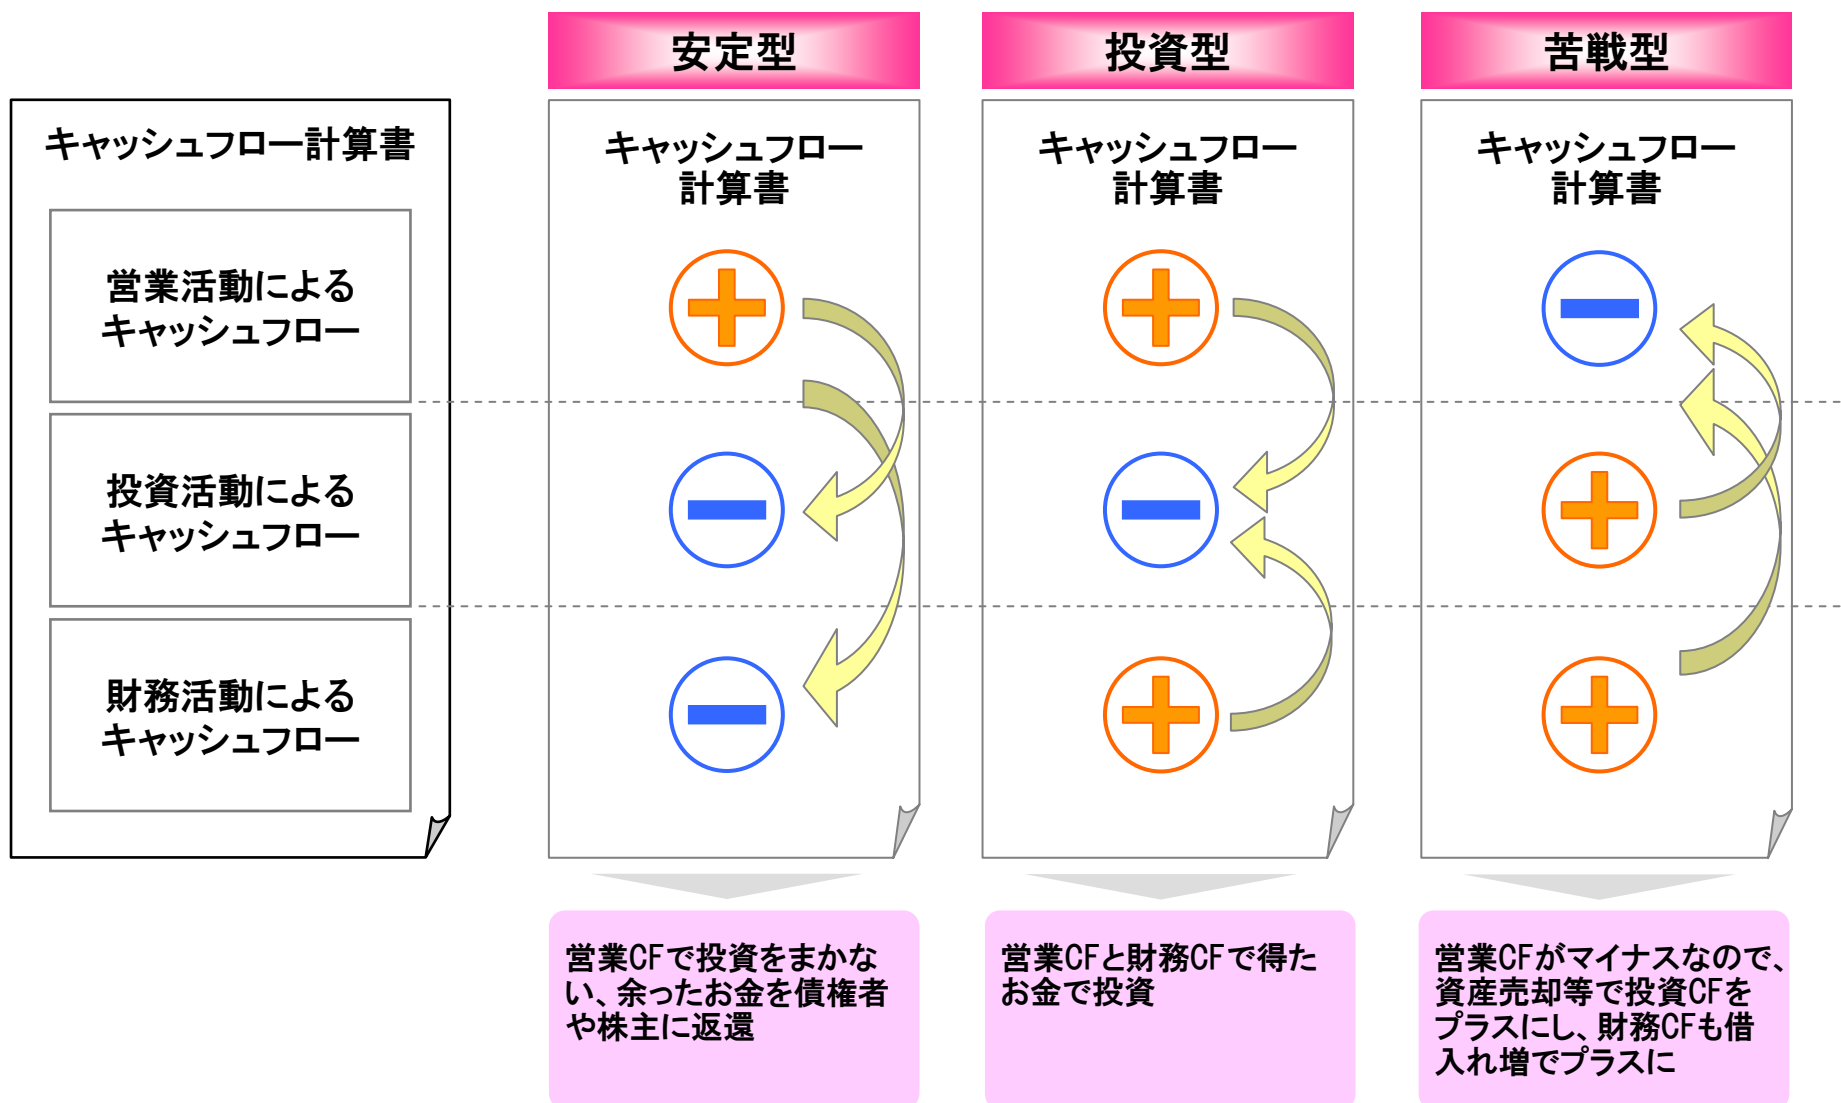 安定型
投資型
苦戦型
キャッシュフロー計算書
営業活動による
キャッシュフロー
投資活動による
キャッシュフロー
財務活動による
キャッシュフロー
キャッシュフロー
計算書
キャッシュフロー
計算書
キャッシュフロー
計算書
営業CFで投資をまかな
い、余ったお金を債権者
や株主に返還
営業CFと財務CFで得た
お金で投資
営業CFがマイナスなので、
資産売却等で投資CFを
プラスにし、財務CFも借
入れ増でプラスに